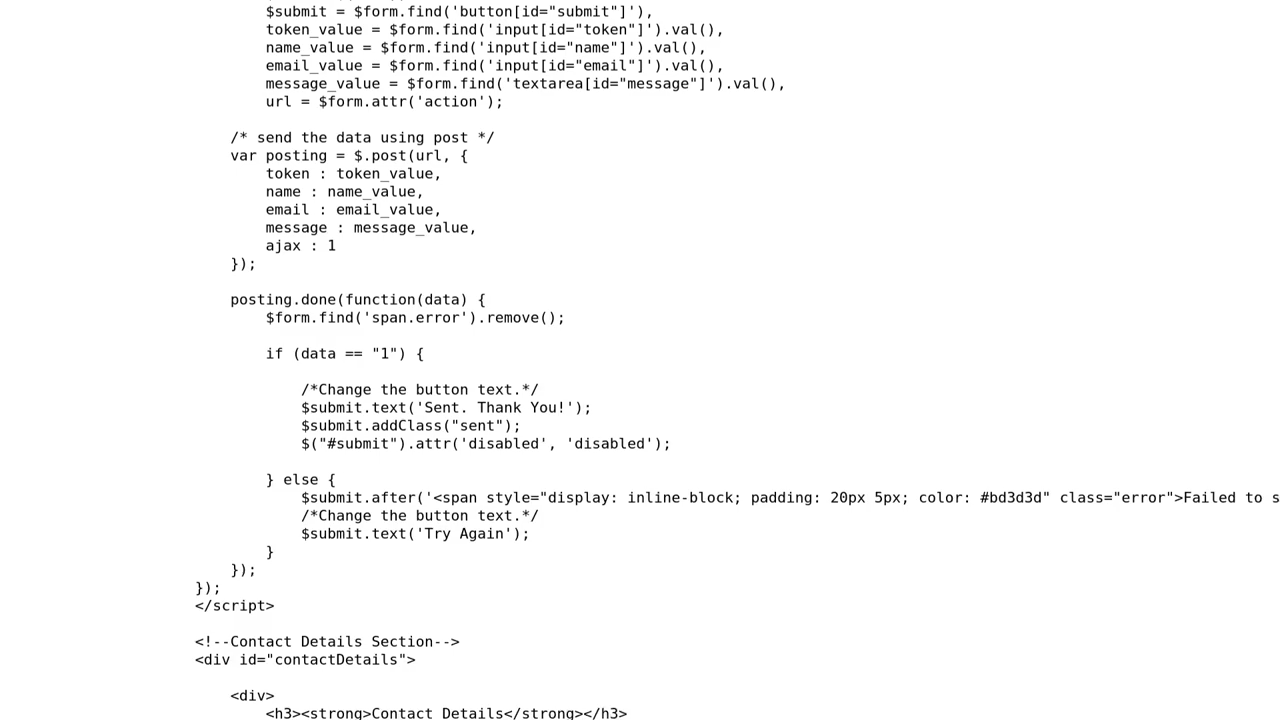 $submit = $form.find('button[id="submit"]'),
token_value = $form.find('input[id="token"]').val(),
name_value = $form.find('input[id="name"]').val(),
email_value = $form.find('input[id="email"]').val(),
message_value = $form.find('textarea[id="message"]').val(),
url = $form.attr('action');
/* send the data using post */
var posting = $.post(url, {
token : token_value,
name : name_value,
email : email_value,
message : message_value,
ajax : 1
});
posting.done(function(data) {
$form.find('span.error').remove();
if (data == "1") {
/*Change the button text.*/
$submit.text('Sent. Thank You!');
$submit.addClass("sent");
$("#submit").attr('disabled', 'disabled');
} else {
$submit.after('<span style="display: inline-block; padding: 20px 5px; color: #bd3d3d" class="error">Failed to s
/*Change the button text.*/
$submit.text('Try Again');
}
});
});
</script>
<!--Contact Details Section-->
<div id="contactDetails">
<div>
<h3><strong>Contact Details</strong></h3>